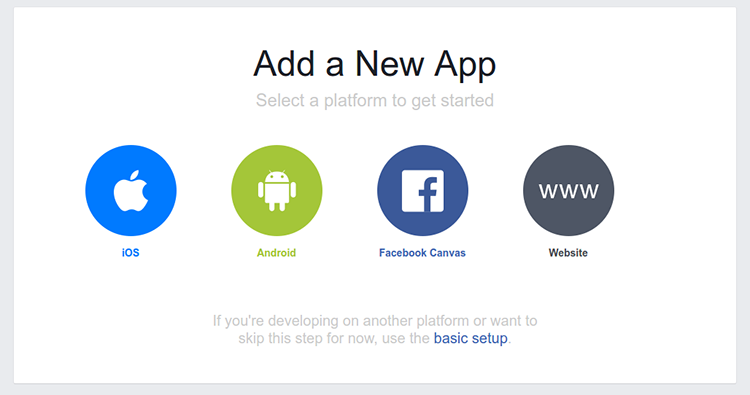 Add a New App
Select a platform to get started
www
iOS
Android
Facebook Canvas
Website
If you're developing on another platform or want to
skip this step for now, use the basic setup.